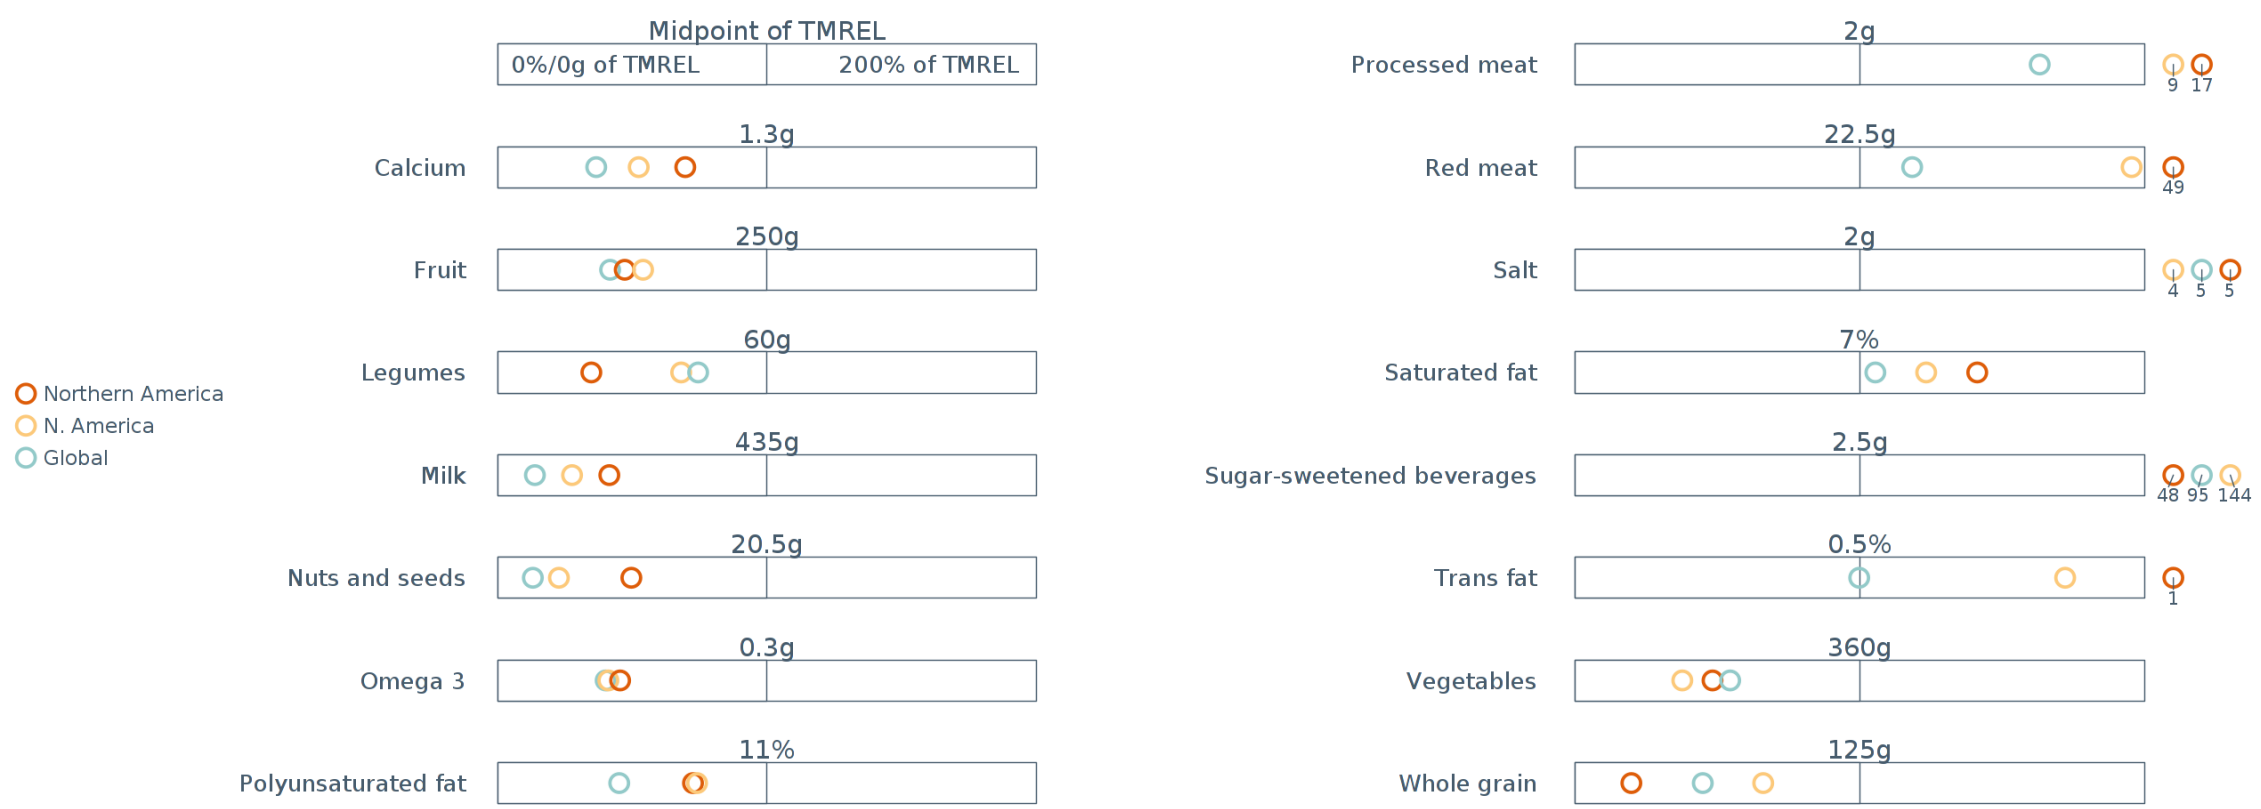 Midpoint of TMREL
0%/0g of TMREL
200% of TMREL
1.3g
Calcium
250g
Fruit
60g
Legumes
435g
Milk
20.5g
Nuts and seeds
0.3g
Omega 3
11%
Polyunsaturated fat
2g
Processed meat
9 17
22.5g
Red meat
49
2g
Salt
4 5 5
7%
Saturated fat
2.5g
Sugar-sweetened beverages
48 95 144
0.5%
Trans fat
1
360g
Vegetables
125g
Whole grain
Northern America
N. America
Global